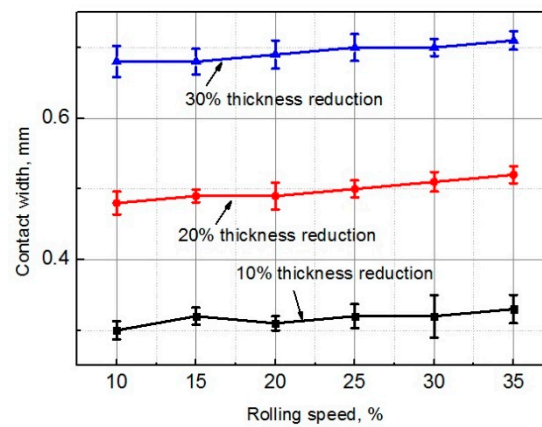 0.6
0.4
Contact width, mm
30% thickness reduction
20% thickness reduction
10% thickness reduction
10 15 20 25 30 35
Rolling speed, %